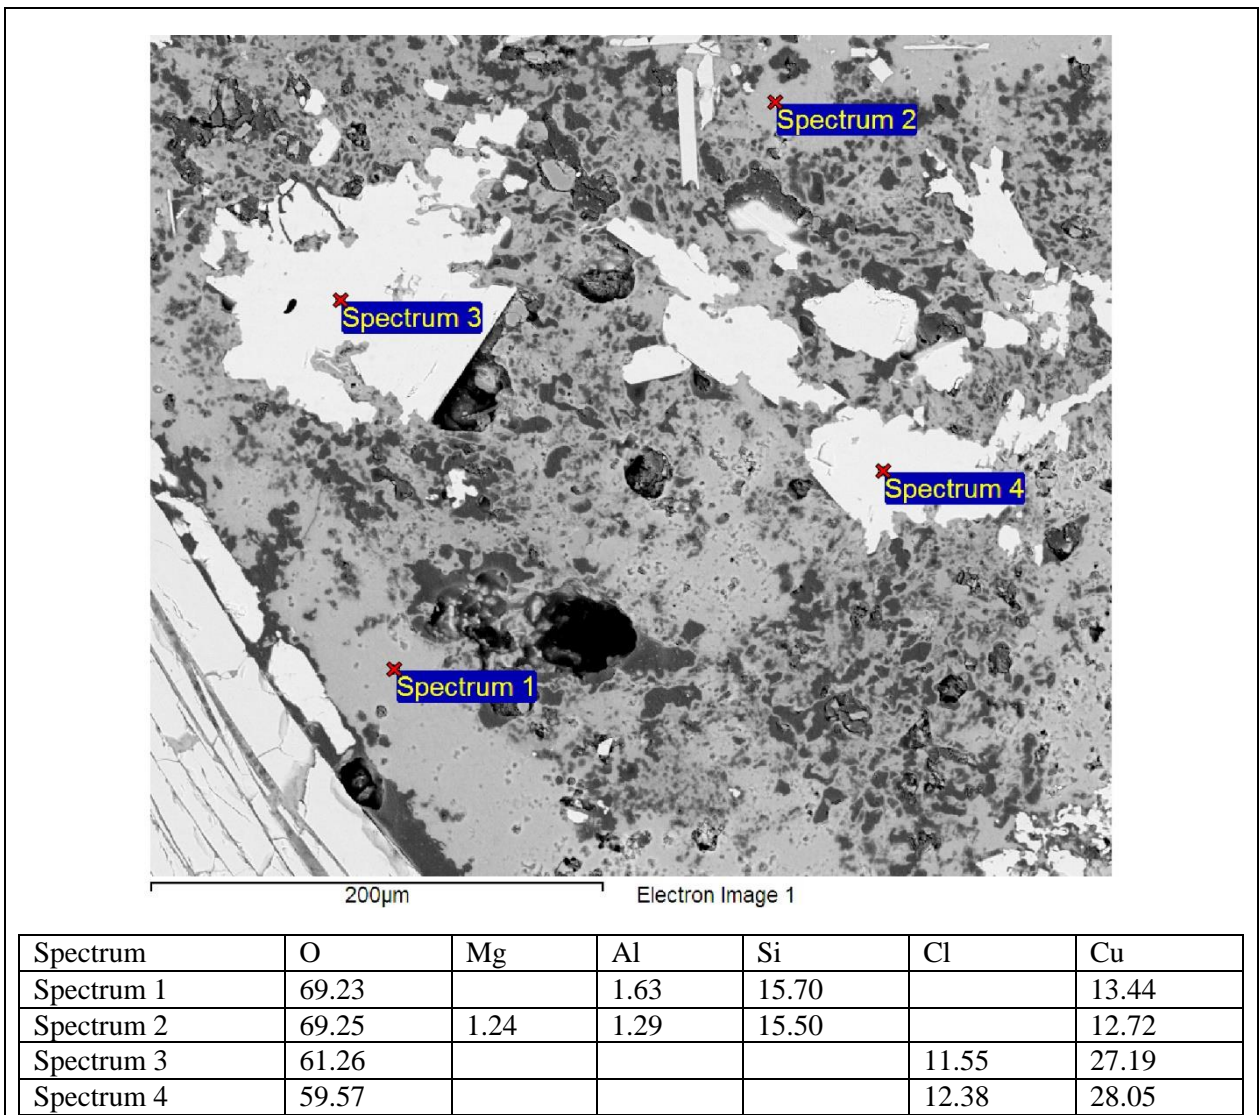 Spectrum 2
Spectrum 3
Spectrum 4
Spectrum 1
200µm Electron Image 1
Spectrum O Mg Al Si Cl Cu
Spectrum 1 69.23 1.63 15.70 13.44
Spectrum 2 69.25 1.24 1.29 15.50 12.72
Spectrum 3 61.26 11.55 27.19
Spectrum 4 59.57 12.38 28.05